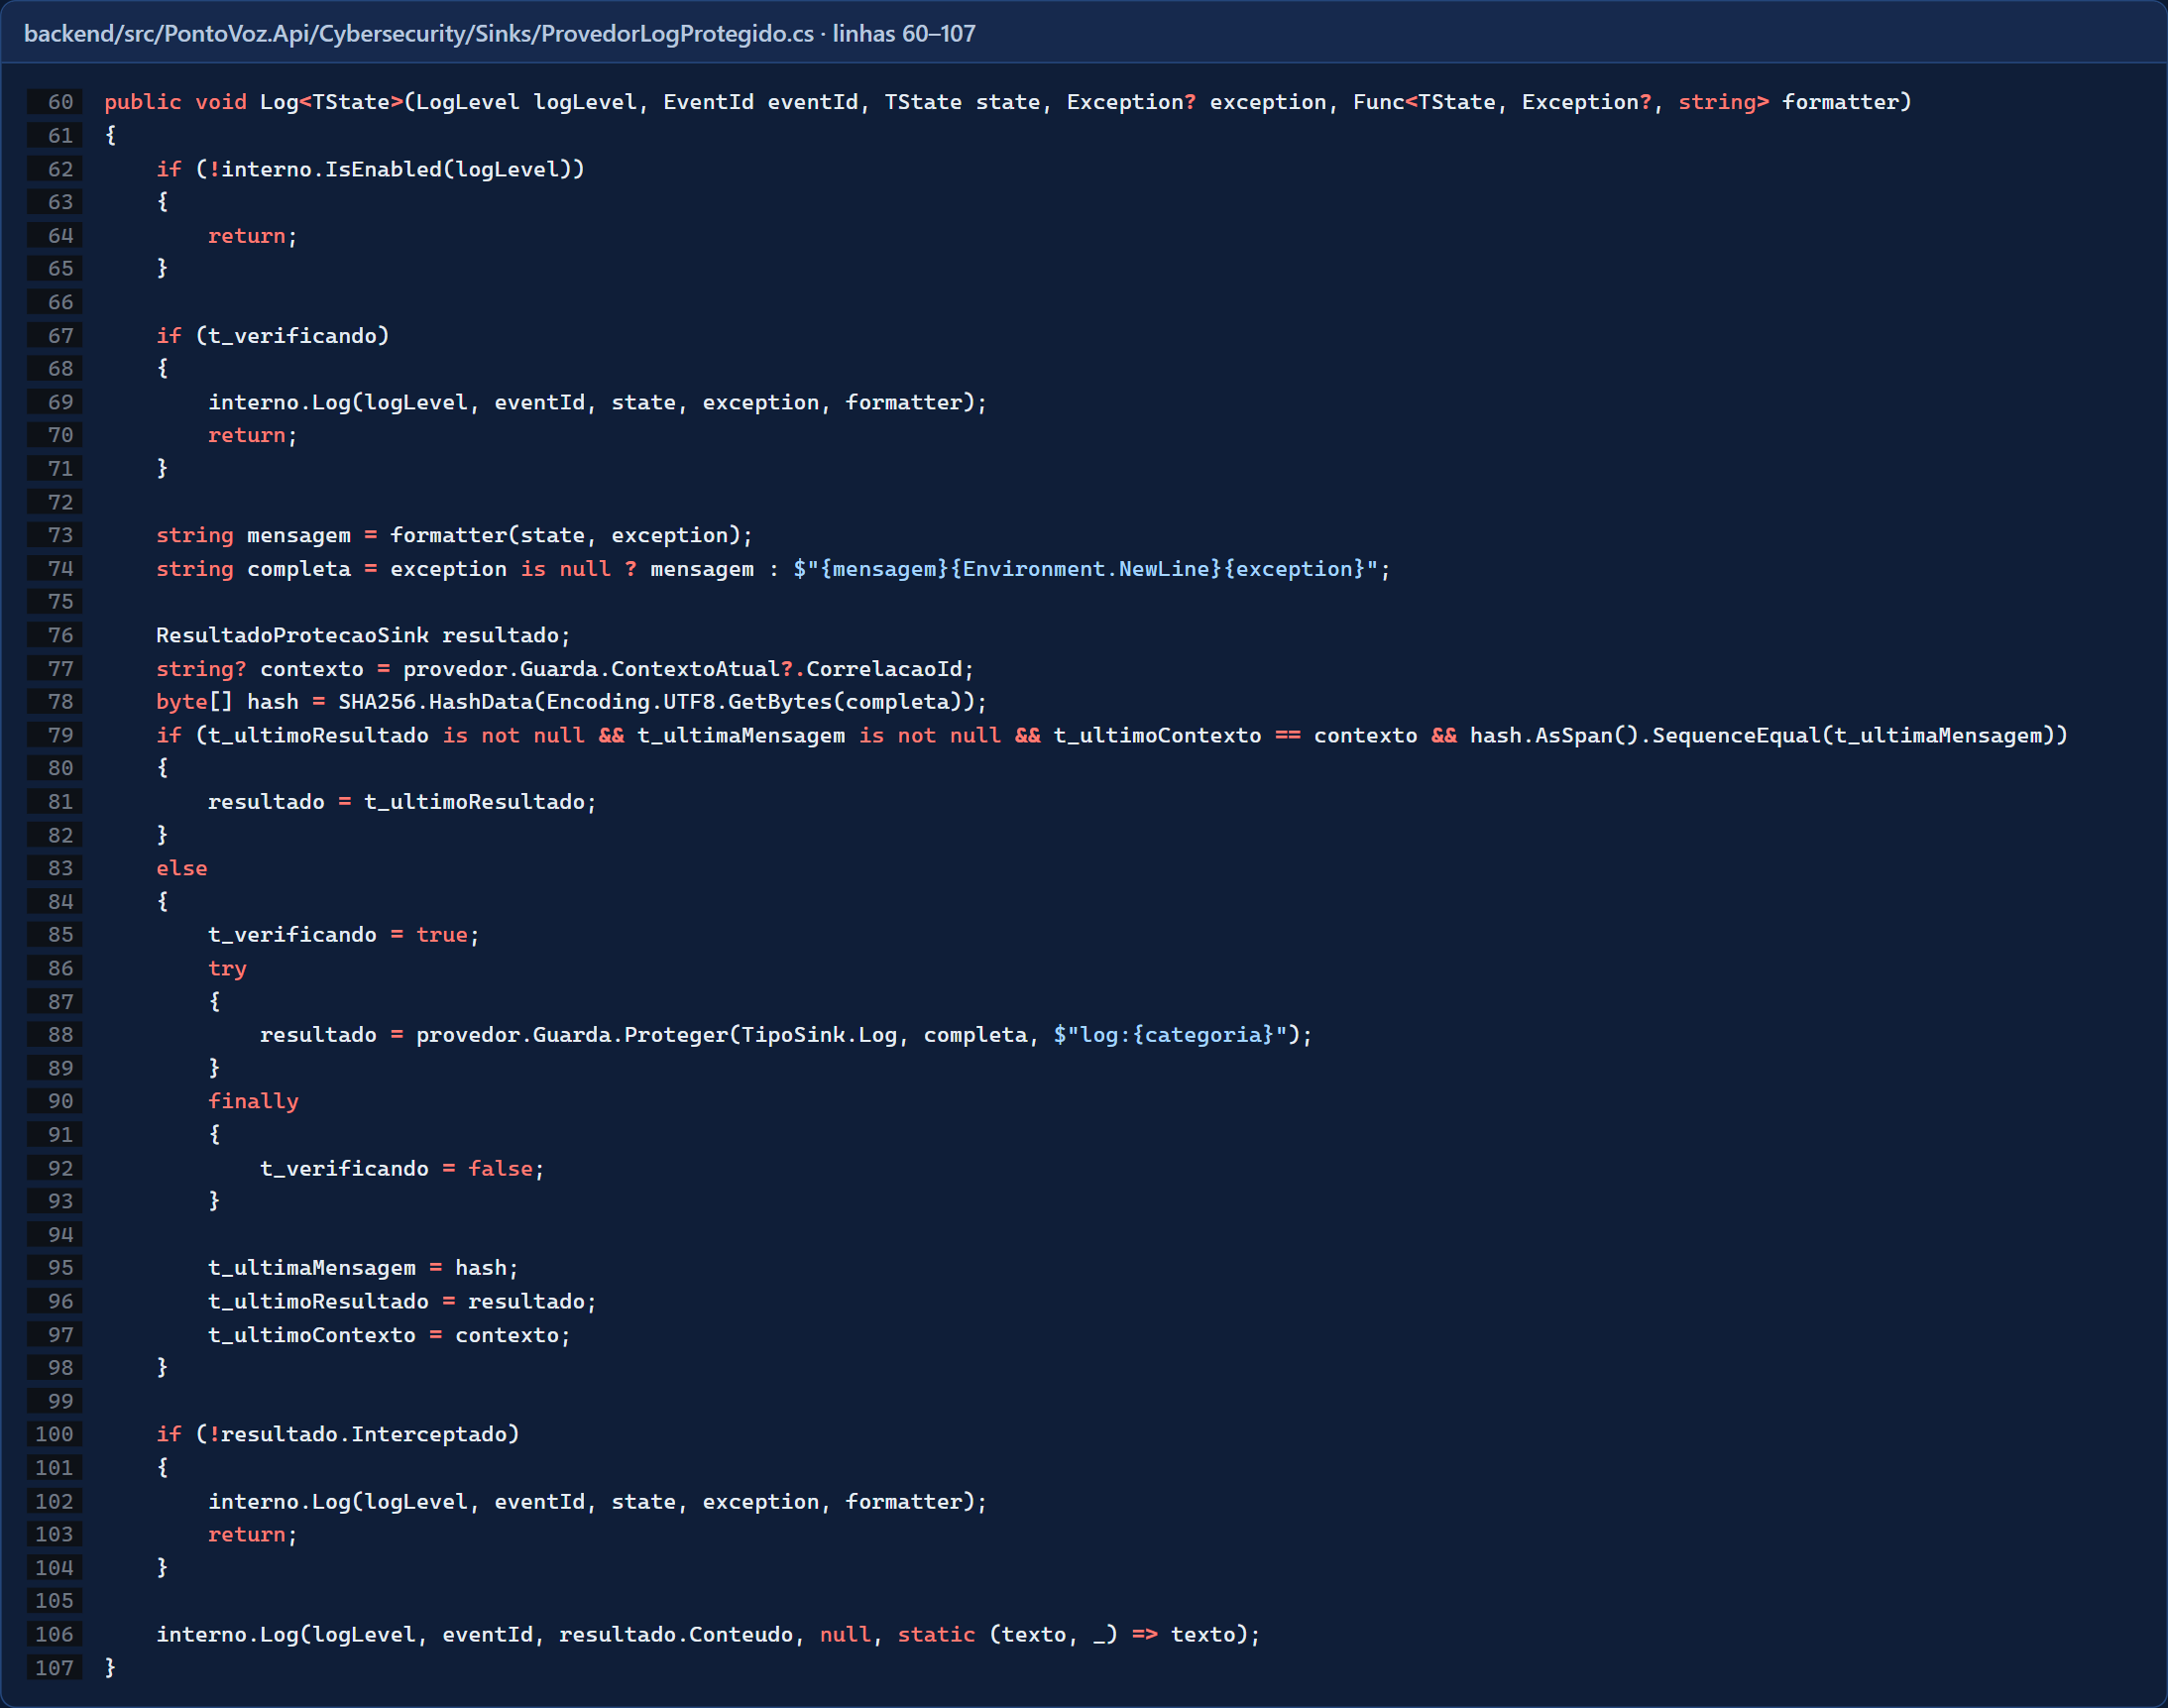 backend/src/PontoVoz.Api/Cybersecurity/Sinks/ProvedorLogProtegido.cs · linhas 60–107
60 public void Log<TState>(LogLevel logLevel, EventId eventId, TState state, Exception? exception, Func<TState, Exception?, string> formatter)
61 {
62     if (!interno.IsEnabled(logLevel))
63     {
64         return;
65     }
66
67     if (t_verificando)
68     {
69         interno.Log(logLevel, eventId, state, exception, formatter);
70         return;
71     }
72
73     string mensagem = formatter(state, exception);
74     string completa = exception is null ? mensagem : $"{mensagem}{Environment.NewLine}{exception}";
75
76     ResultadoProtecaoSink resultado;
77     string? contexto = provedor.Guarda.ContextoAtual?.CorrelacaoId;
78     byte[] hash = SHA256.HashData(Encoding.UTF8.GetBytes(completa));
79     if (t_ultimoResultado is not null && t_ultimaMensagem is not null && t_ultimoContexto == contexto && hash.AsSpan().SequenceEqual(t_ultimaMensagem))
80     {
81         resultado = t_ultimoResultado;
82     }
83     else
84     {
85         t_verificando = true;
86         try
87         {
88             resultado = provedor.Guarda.Proteger(TipoSink.Log, completa, $"log:{categoria}");
89         }
90         finally
91         {
92             t_verificando = false;
93         }
94
95         t_ultimaMensagem = hash;
96         t_ultimoResultado = resultado;
97         t_ultimoContexto = contexto;
98     }
99
100     if (!resultado.Interceptado)
101     {
102         interno.Log(logLevel, eventId, state, exception, formatter);
103         return;
104     }
105
106     interno.Log(logLevel, eventId, resultado.Conteudo, null, static (texto, _) => texto);
107 }